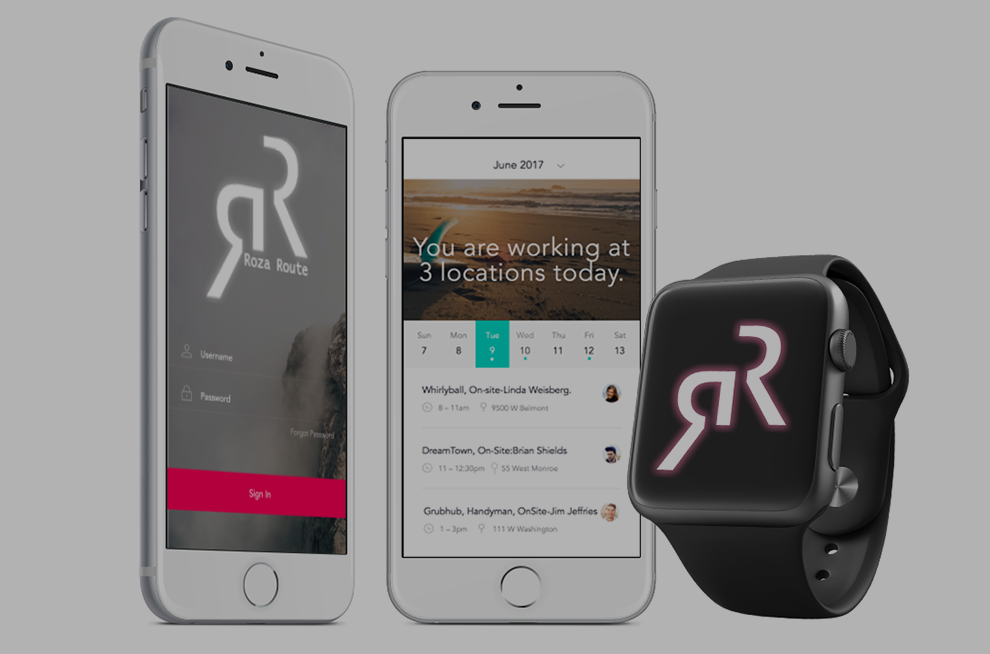 Roza Route
Username
Password
Forgot Password
Sign In
June 2017
You are working at
3 locations today.
Sun Mon Tue Wed Thu Fri Sat
7 8 9 10 11 12 13
Whirlyball, On-site-Linda Weisberg.
8 – 11am 9500 W Belmont
DreamTown, On-Site:Brian Shields
11 – 12:30pm 55 West Monroe
Grubhub, Handyman, OnSite-Jim Jeffries
1 – 3pm 111 W Washington